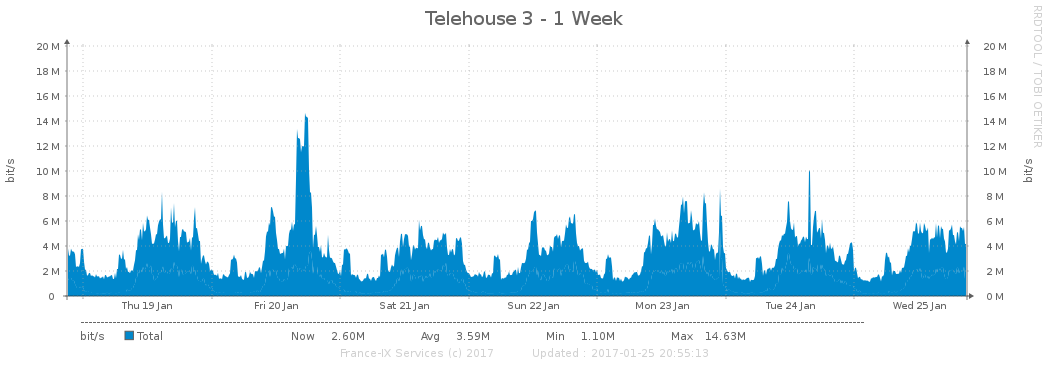 Telehouse 3 - 1 Week
RRDTOOL / TOBI OETIKER
bit/s
20 M 20 M
18 M 18 M
16 M 16 M
14 M 14 M
12 M 12 M
10 M 10 M
8 M 8 M
6 M 6 M
4 M 4 M
2 M 2 M
0 0 M
bit/s
Thu 19 Jan Fri 20 Jan Sat 21 Jan Sun 22 Jan Mon 23 Jan Tue 24 Jan Wed 25 Jan
bit/s Total Now 2.60M Avg 3.59M Min 1.10M Max 14.63M
France-IX Services (c) 2017 Updated : 2017-01-25 20:55:13